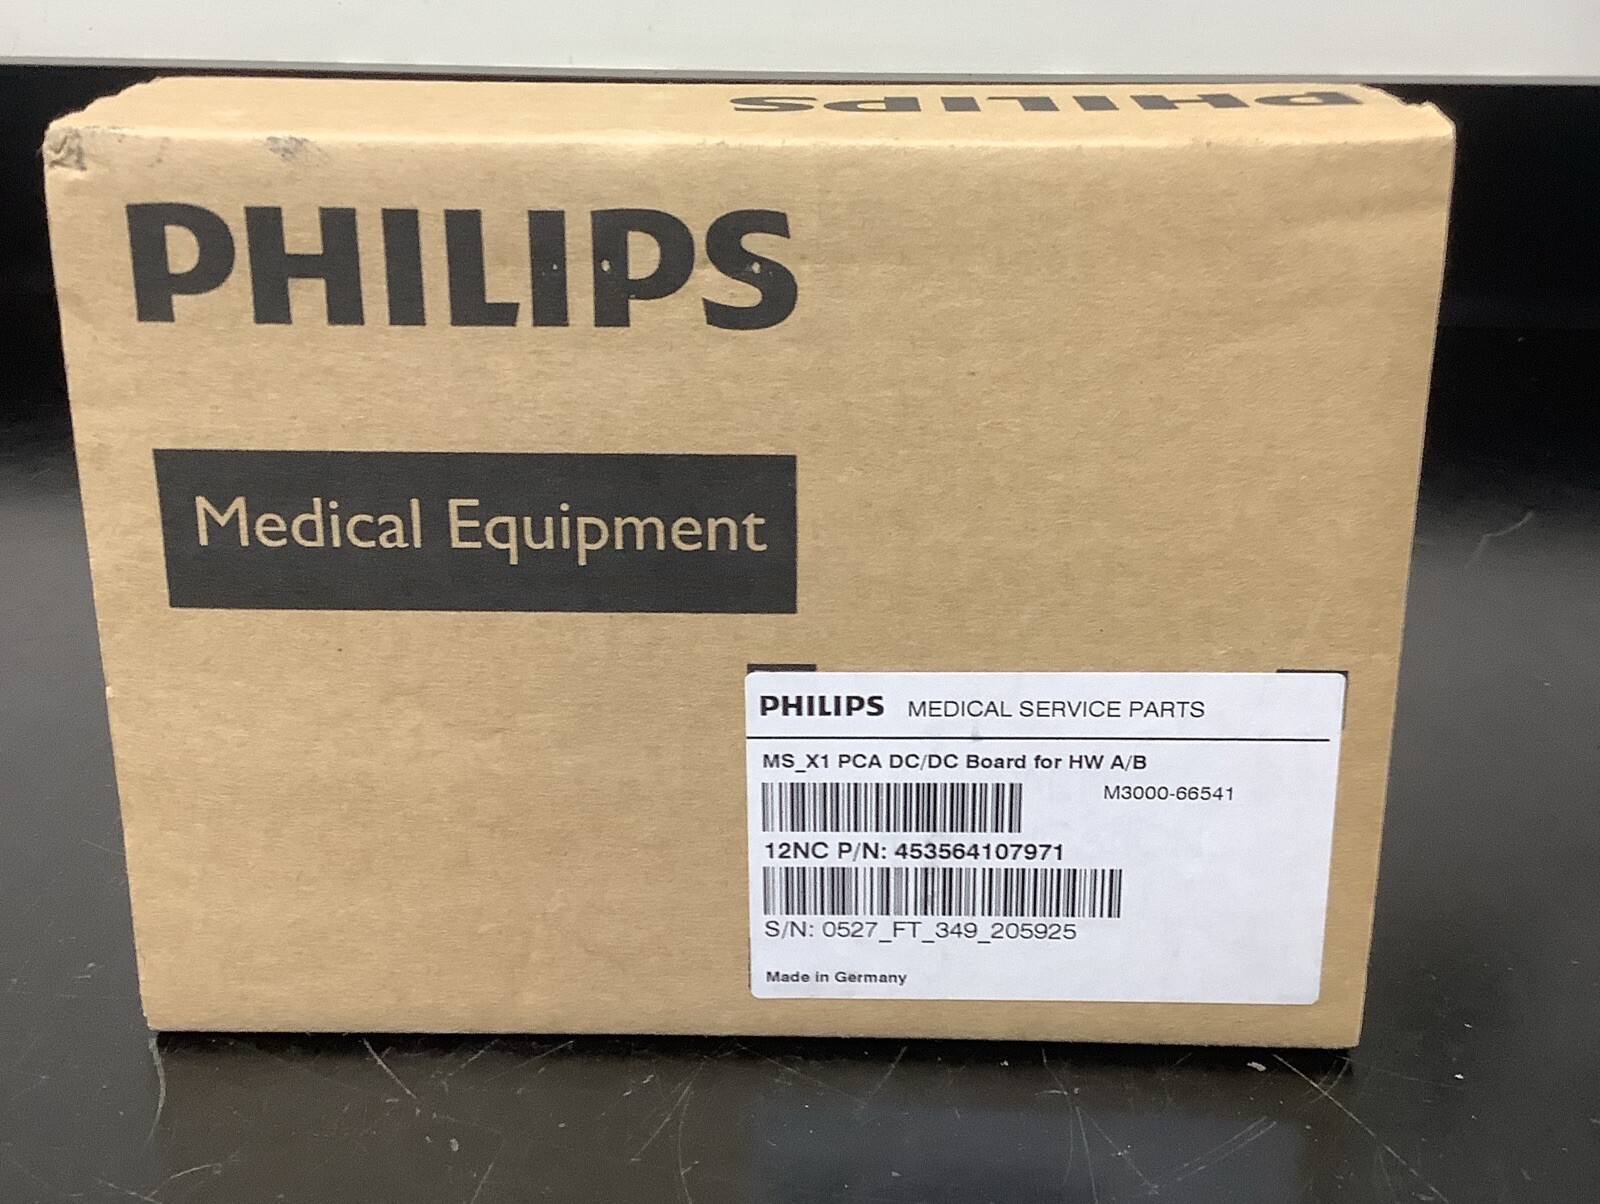 PHILIPS
PHILIPS
Medical Equipment
PHILIPS MEDICAL SERVICE PARTS
MS_X1 PCA DC/DC Board for HW A/B
M3000-66541
12NC P/N: 453564107971
S/N: 0527_FT_349_205925
Made in Germany